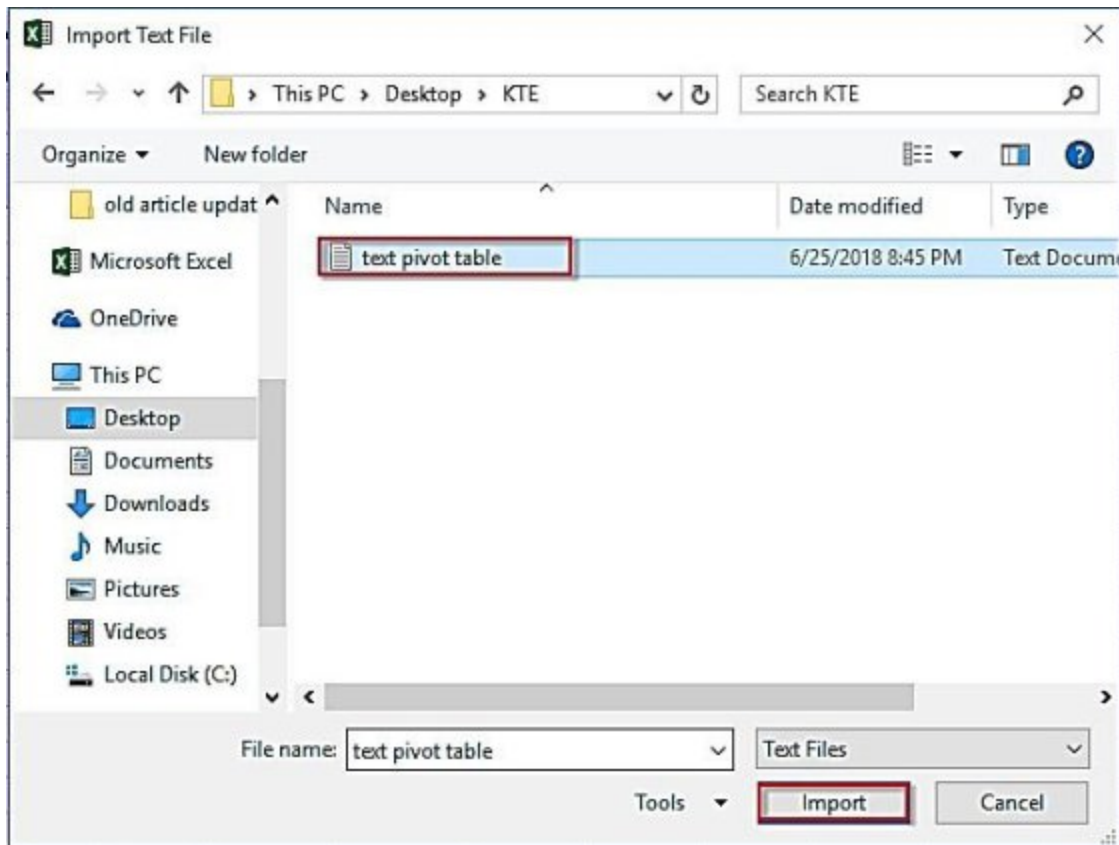 Import Text File
This PC > Desktop > KTE
Search KTE
Organize
New folder
old article updat
Name
Date modified
Type
text pivot table
6/25/2018 8:45 PM
Text Docume
Microsoft Excel
OneDrive
This PC
Desktop
Documents
Downloads
Music
Pictures
Videos
Local Disk (C:)
File name: text pivot table
Text Files
Tools
Import
Cancel